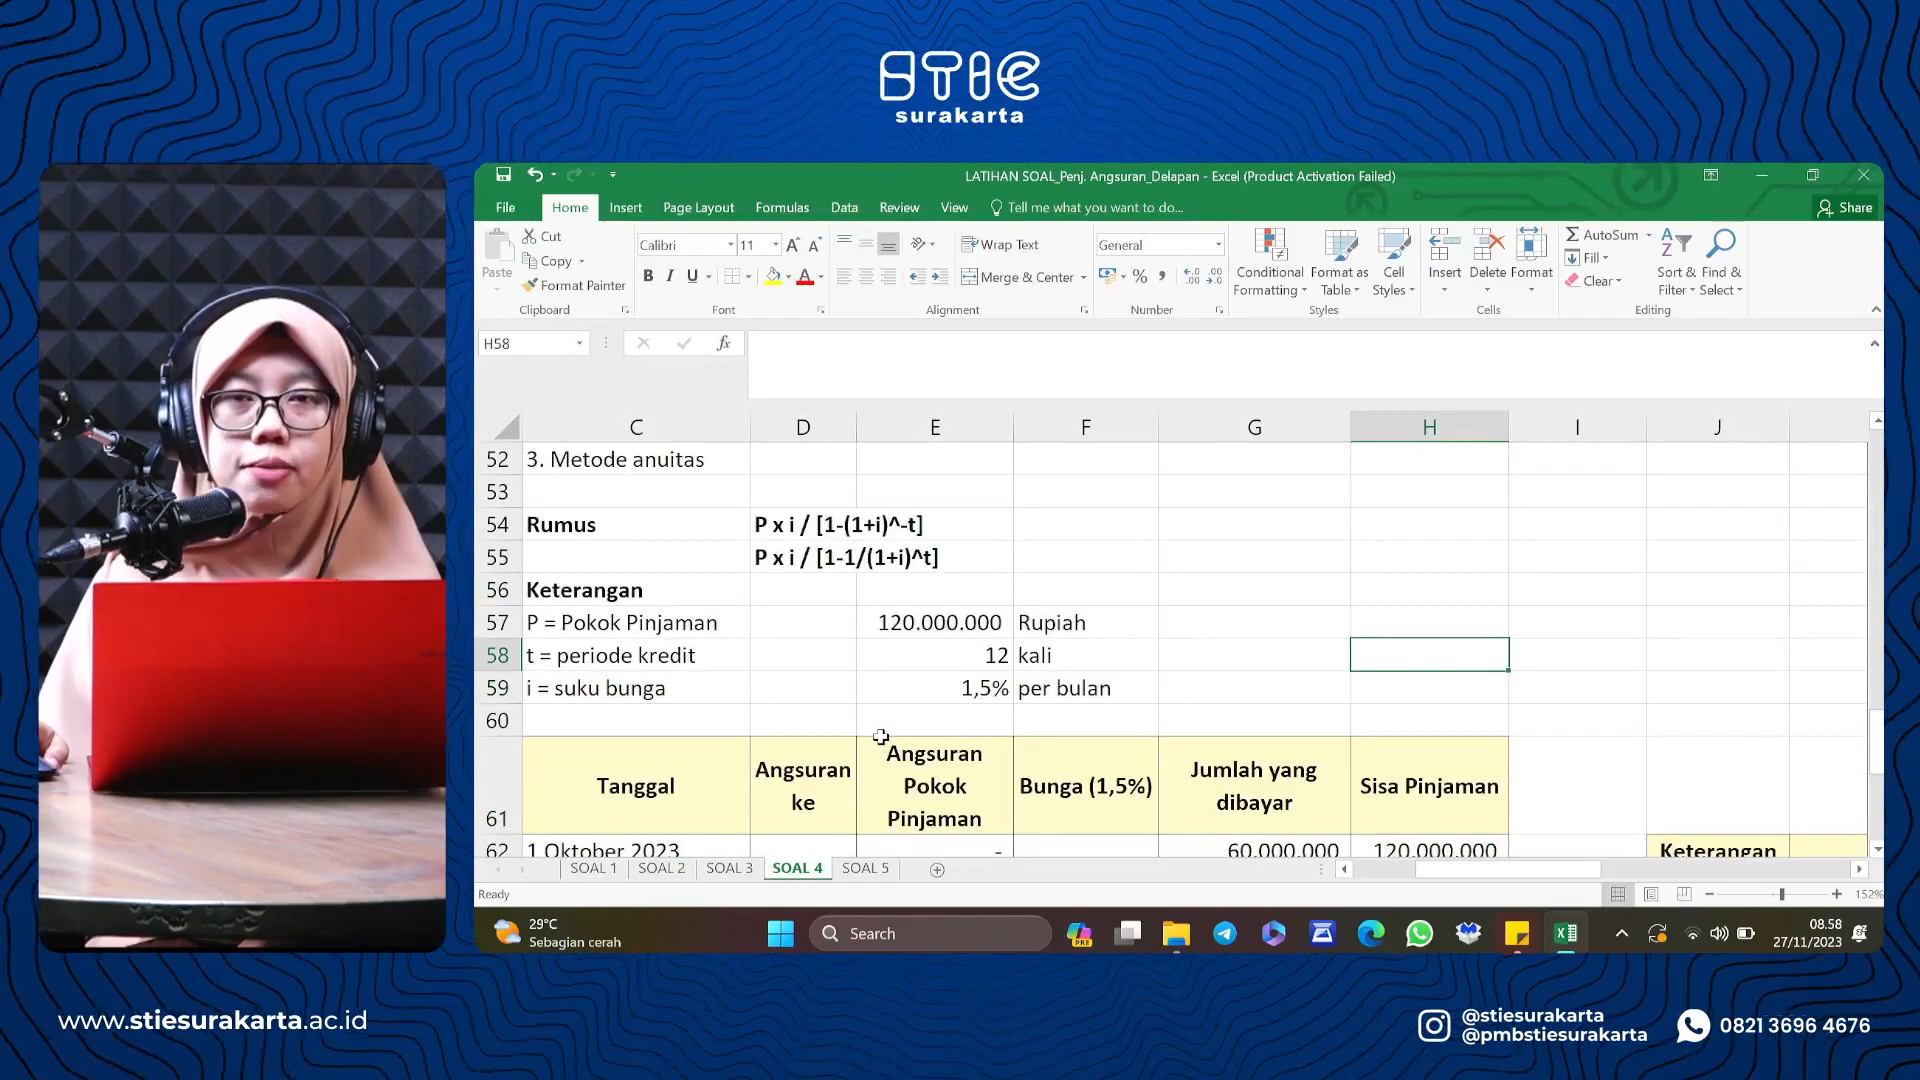 STIE
surakarta
LATIHAN SOAL_Penj. Angsuran_Delapan - Excel (Product Activation Failed)
File Home Insert Page Layout Formulas Data Review View Tell me what you want to do... Share
Cut
Copy
Format Painter
Paste
Clipboard
Calibri 11
B I U
Font
Wrap Text
Merge & Center
Alignment
General
Number
Conditional Formatting
Format as Table
Cell Styles
Styles
Insert Delete Format
Cells
AutoSum
Fill
Clear
Sort & Filter
Find & Select
Editing
H58
fx
C D E F G H I J
52 3. Metode anuitas
53
54 Rumus P x i / [1-(1+i)^-t]
55 P x i / [1-1/(1+i)^t]
56 Keterangan
57 P = Pokok Pinjaman 120.000.000 Rupiah
58 t = periode kredit 12 kali
59 i = suku bunga 1,5% per bulan
60
61 Tanggal Angsuran ke Angsuran Pokok Pinjaman Bunga (1,5%) Jumlah yang dibayar Sisa Pinjaman
62 1 Oktober 2023 - 60.000.000 120.000.000 Keterangan
SOAL 1 SOAL 2 SOAL 3 SOAL 4 SOAL 5
Ready 152%
29°C
Sebagian cerah
Search
PRE
08.58
27/11/2023
www.stiesurakarta.ac.id
@stiesurakarta
@pmbstiesurakarta
0821 3696 4676